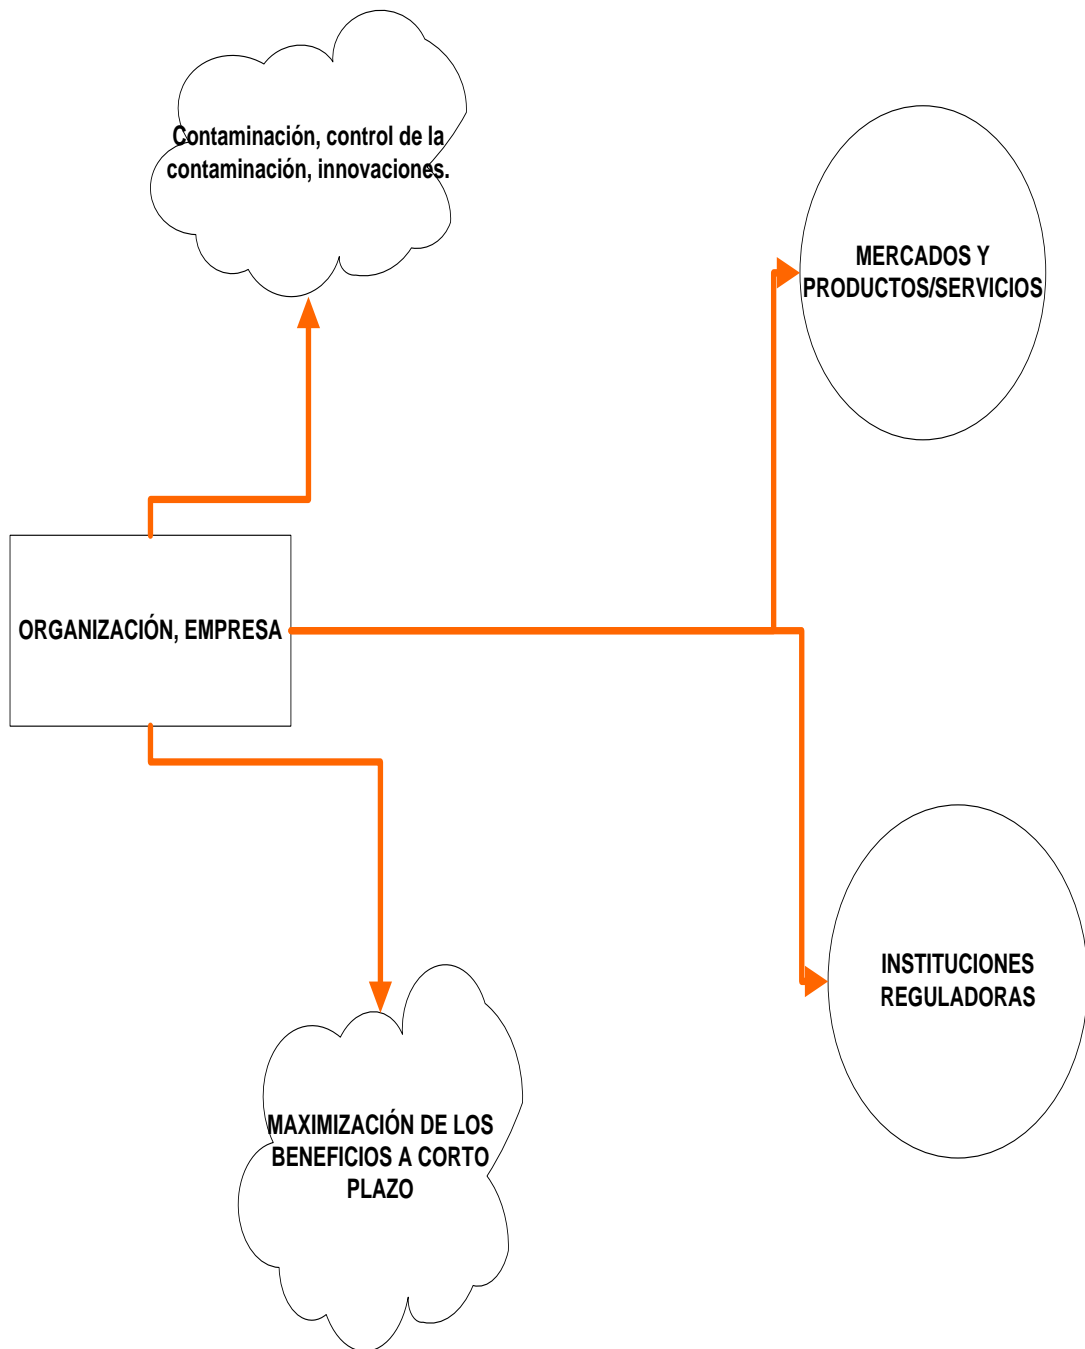 Contaminación, control de la
contaminación, innovaciones.
MERCADOS Y
PRODUCTOS/SERVICIOS
ORGANIZACIÓN, EMPRESA
INSTITUCIONES
REGULADORAS
MAXIMIZACIÓN DE LOS
BENEFICIOS A CORTO
PLAZO